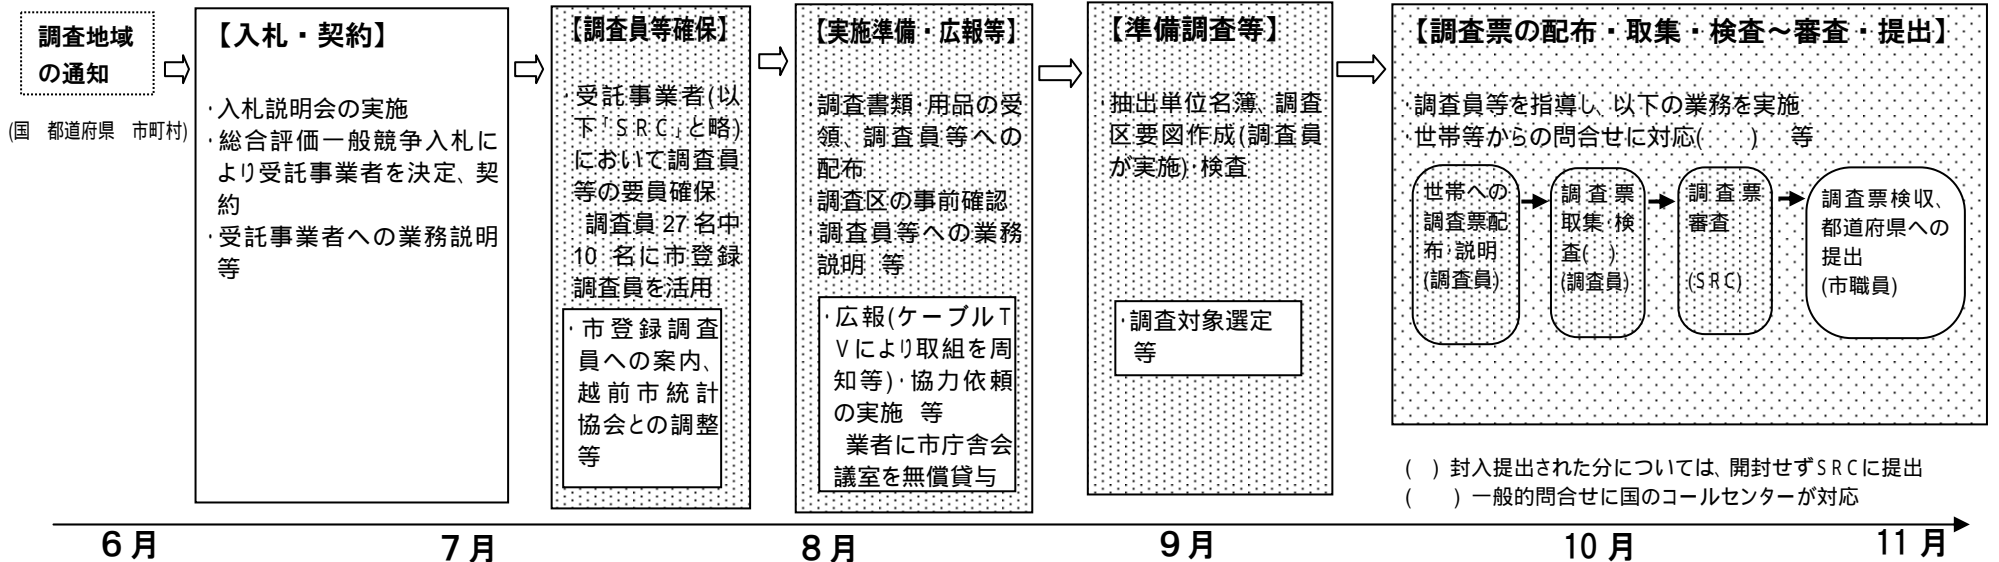 調査地域
の通知
(国　都道府県　市町村)
【入札・契約】
・入札説明会の実施
・総合評価一般競争入札に
より受託事業者を決定、契
約
・受託事業者への業務説明
等
【調査員等確保】
・受託事業者(以
下「ＳＲＣ」と略)
において調査員
等の要員確保
調査員 27 名中
10 名に市登録
調査員を活用
・市登録調査
員への案内、
越前市統計
協会との調整
等
【実施準備・広報等】
・調査書類・用品の受
領、調査員等への
配布
・調査区の事前確認
・調査員等への業務
説明　等
・広報(ケーブルＴ
Ｖにより取組を周
知等)・協力依頼
の実施　等
業者に市庁舎会
議室を無償貸与
【準備調査等】
・抽出単位名簿、調査
区要図作成(調査員
が実施)・検査
・調査対象選定
等
【調査票の配布・取集・検査～審査・提出】
・調査員等を指導し、以下の業務を実施
・世帯等からの問合せに対応(　　)　等
世帯への
調査票配
布・説明
(調査員)
調査票
取集・検
査(　)
(調査員)
調査票
審査
(ＳＲＣ)
調査票検収、
都道府県への
提出
(市職員)
(　) 封入提出された分については、開封せずＳＲＣに提出
(　　) 一般的問合せに国のコールセンターが対応
６月
７月
８月
９月
10 月
11 月